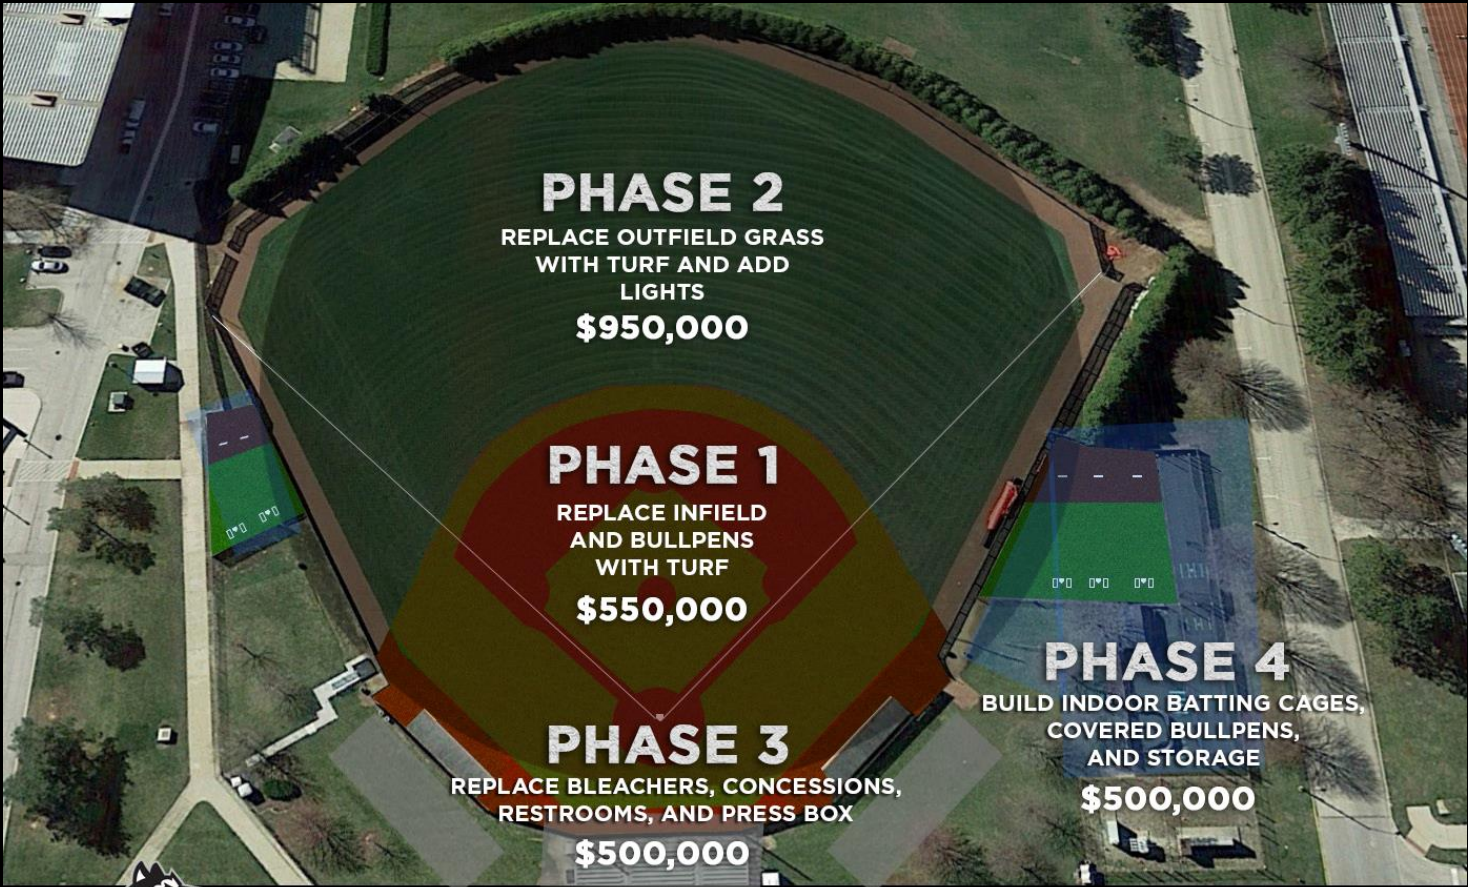 PHASE 2
REPLACE OUTFIELD GRASS
WITH TURF AND ADD
LIGHTS
$950,000
PHASE 1
REPLACE INFIELD
AND BULLPENS
WITH TURF
$550,000
PHASE 3
REPLACE BLEACHERS, CONCESSIONS,
RESTROOMS, AND PRESS BOX
$500,000
PHASE 4
BUILD INDOOR BATTING CAGES,
COVERED BULLPENS,
AND STORAGE
$500,000